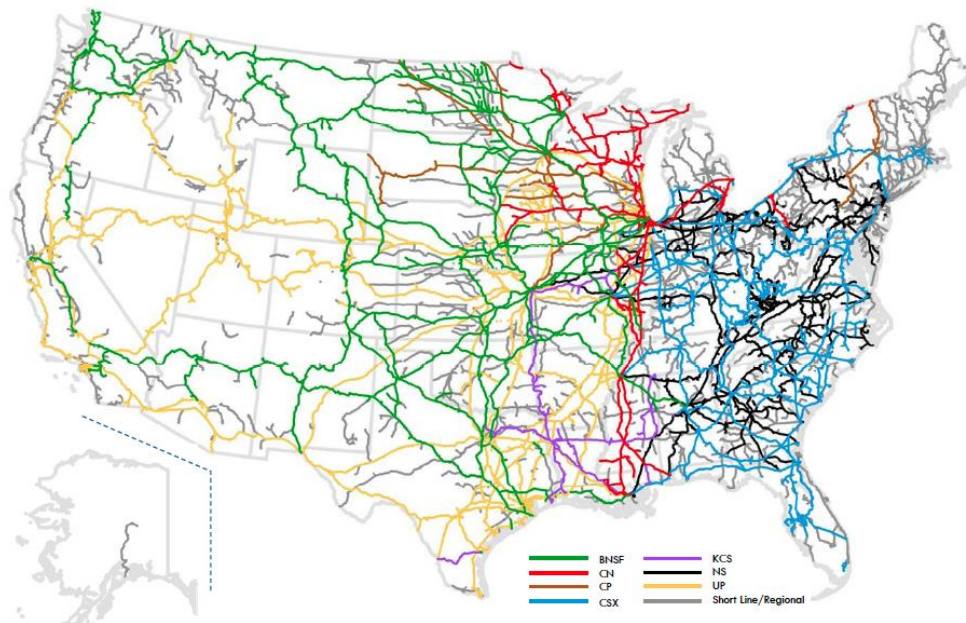 BNSF
CN
CP
CSX
KCS
NS
UP
Short Line/Regional